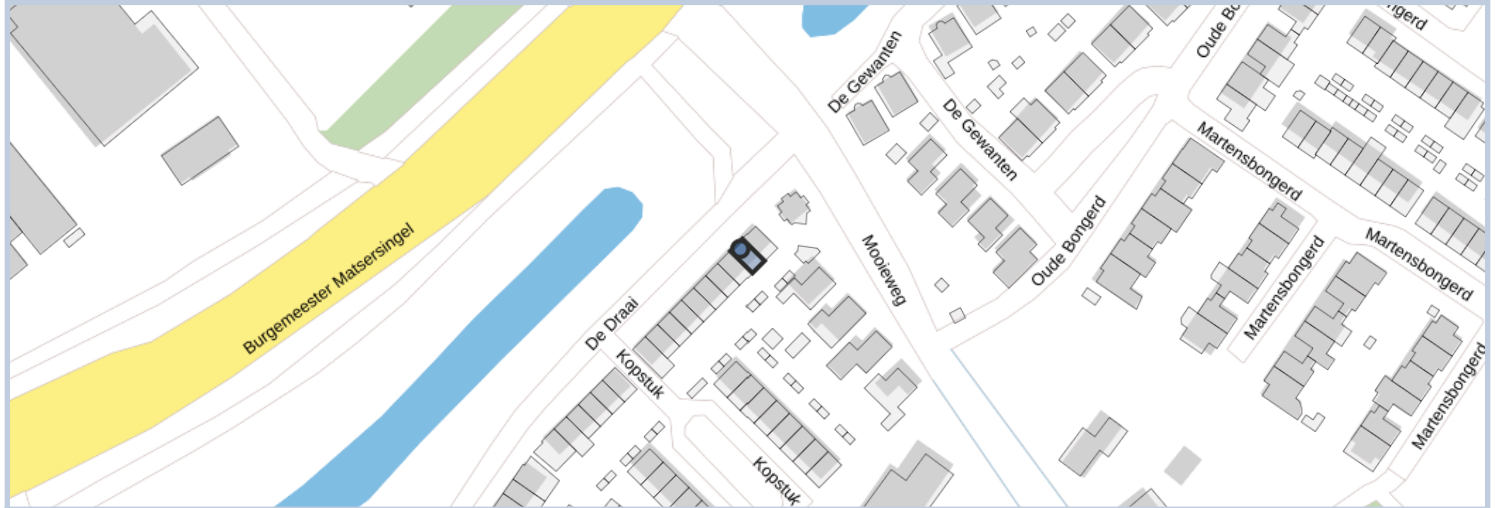 ngerd
Oude Bo
De Gewanten
De Gewanten
Martensbongerd
Oude Bongerd
Martensbongerd
Mooieweg
Martensbongerd
Burgemeester Matsersingel
De Draai
Kopstuk
Martensbongerd
Kopstuk